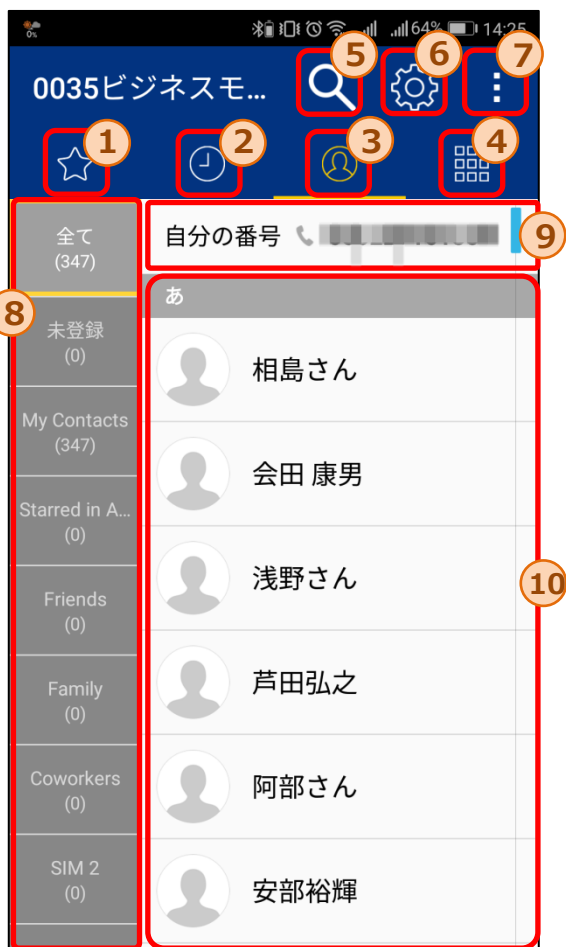 0%
64%
14:25
5
6
7
0035ビジネスモ...
1
2
3
4
8
全て
(347)
未登録
(0)
My Contacts
(347)
Starred in A...
(0)
Friends
(0)
Family
(0)
Coworkers
(0)
SIM 2
(0)
自分の番号
9
あ
相島さん
会田 康男
浅野さん
10
芦田弘之
阿部さん
安部裕輝